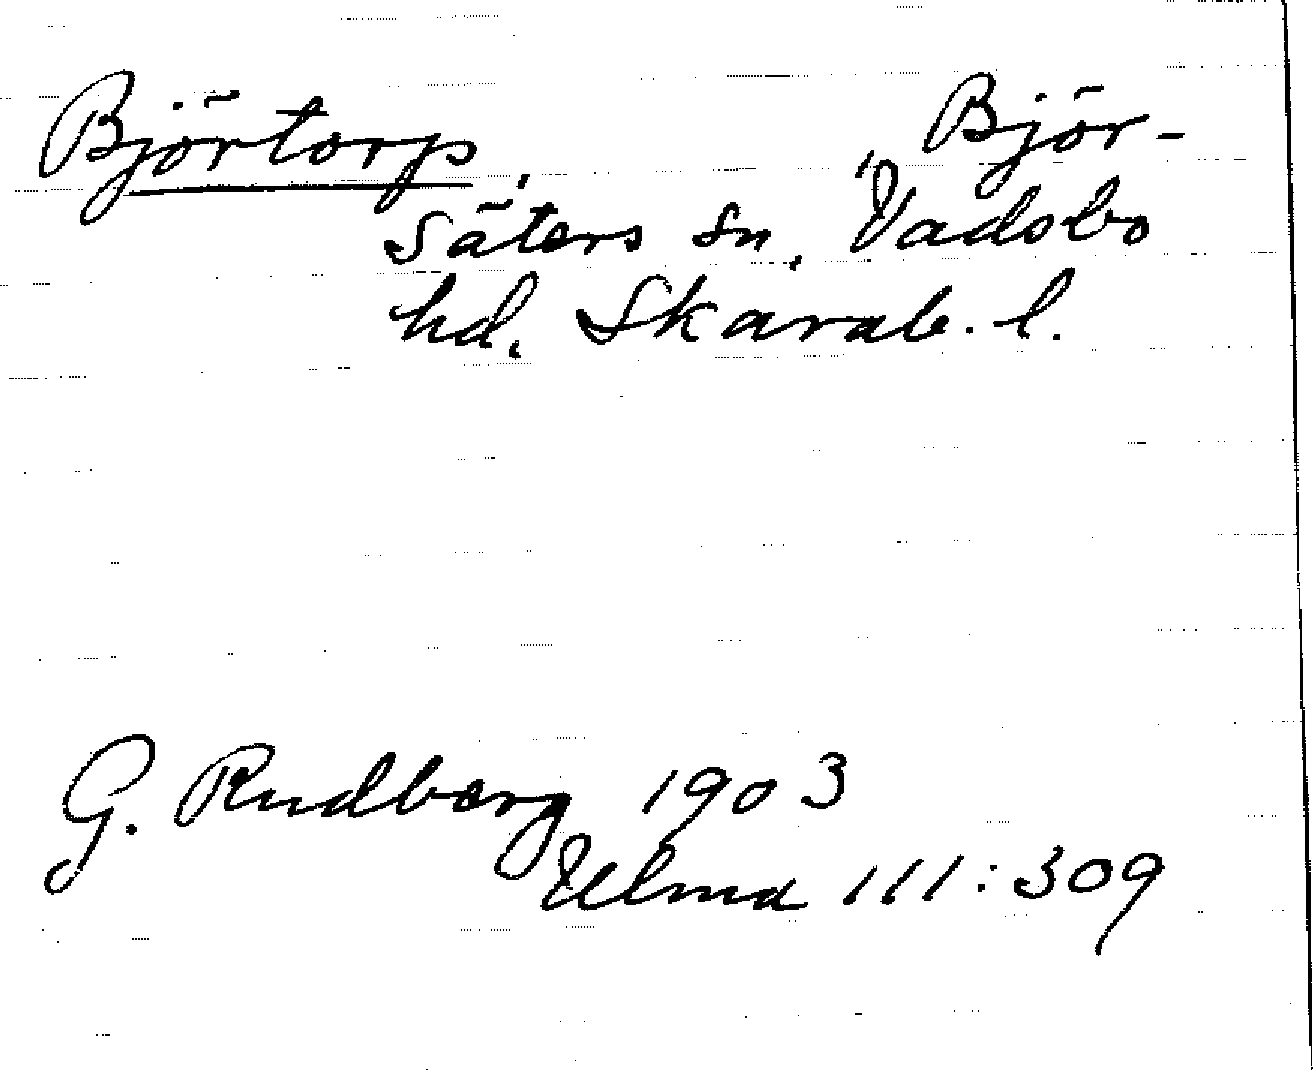 Björtorp, Björ-
säters sn, Vadsbo
hd, Skarab. l.
G. Rudberg 1903
Ulma 111:309